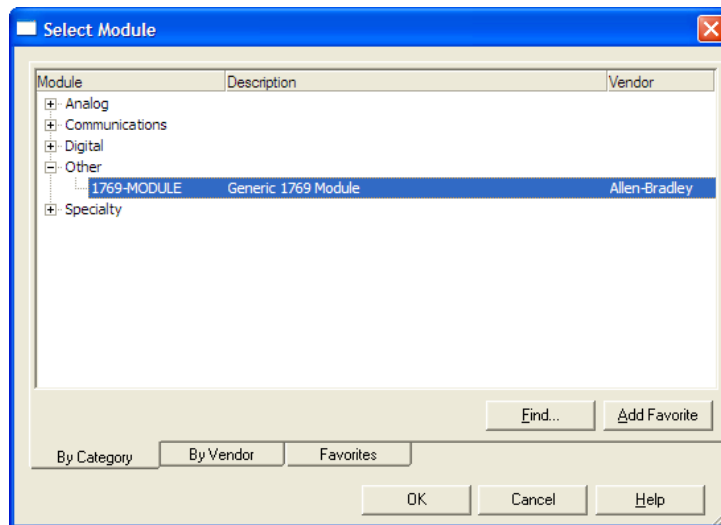 Select Module
Module Description Vendor
Analog
Communications
Digital
Other
1769-MODULE Generic 1769 Module Allen-Bradley
Specialty
Find... Add Favorite
By Category By Vendor Favorites
OK Cancel Help